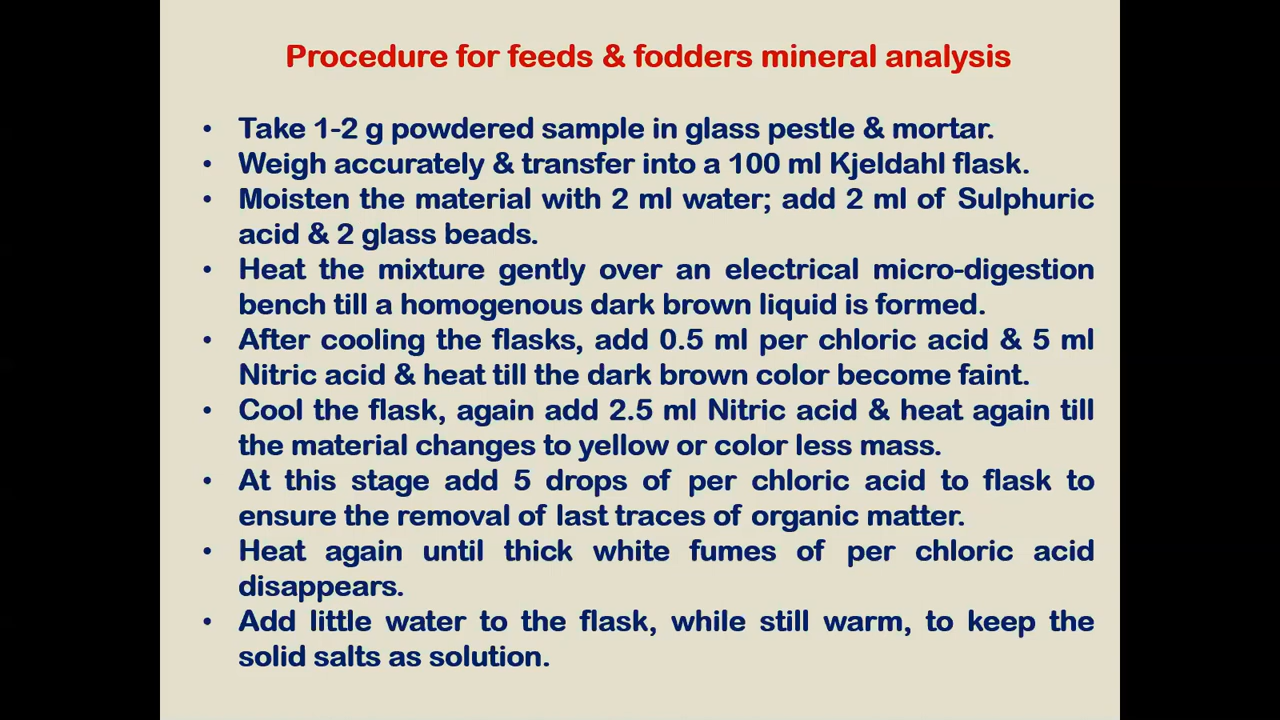 Procedure for feeds & fodders mineral analysis
• Take 1-2 g powdered sample in glass pestle & mortar.
• Weigh accurately & transfer into a 100 ml Kjeldahl flask.
• Moisten the material with 2 ml water; add 2 ml of Sulphuric
acid & 2 glass beads.
• Heat the mixture gently over an electrical micro-digestion
bench till a homogenous dark brown liquid is formed.
• After cooling the flasks, add 0.5 ml per chloric acid & 5 ml
Nitric acid & heat till the dark brown color become faint.
• Cool the flask, again add 2.5 ml Nitric acid & heat again till
the material changes to yellow or color less mass.
• At this stage add 5 drops of per chloric acid to flask to
ensure the removal of last traces of organic matter.
• Heat again until thick white fumes of per chloric acid
disappears.
• Add little water to the flask, while still warm, to keep the
solid salts as solution.